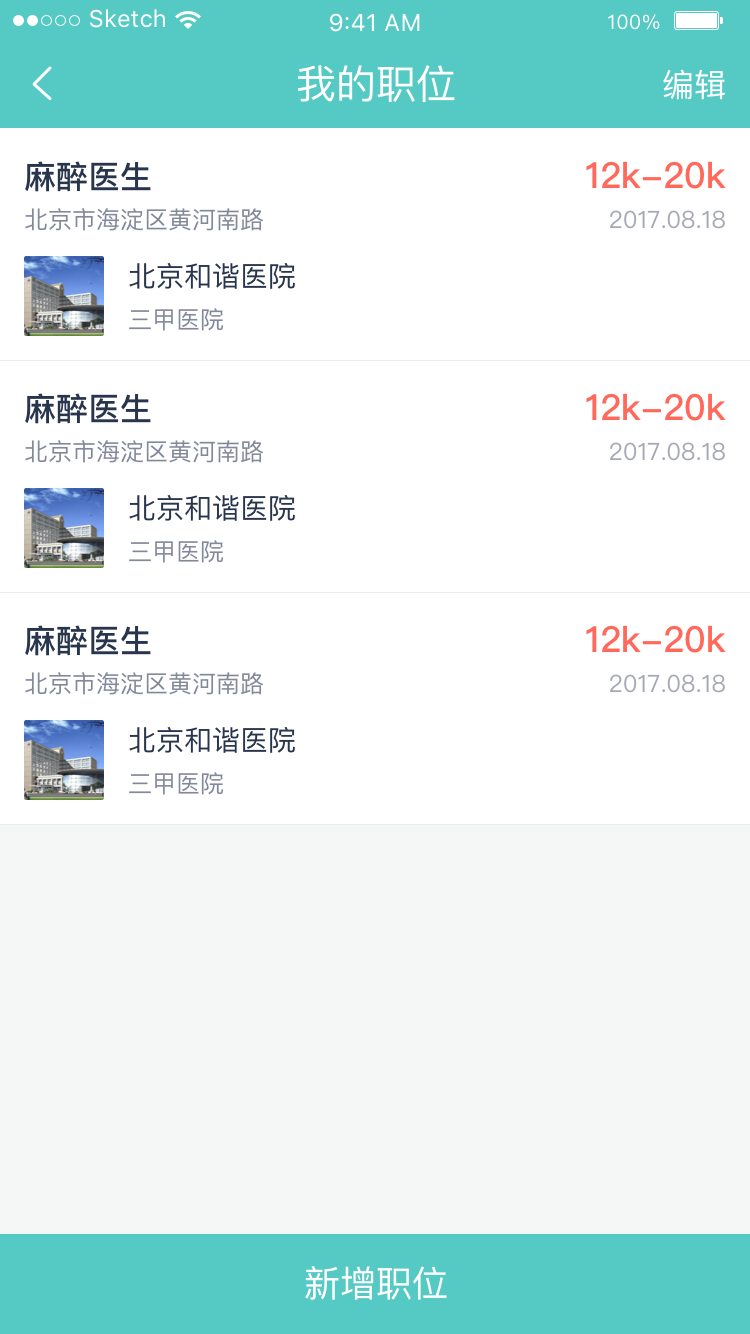 Sketch 9:41 AM 100%
我的职位 编辑
麻醉医生 12k–20k
北京市海淀区黄河南路 2017.08.18
北京和谐医院
三甲医院
麻醉医生 12k–20k
北京市海淀区黄河南路 2017.08.18
北京和谐医院
三甲医院
麻醉医生 12k–20k
北京市海淀区黄河南路 2017.08.18
北京和谐医院
三甲医院
新增职位